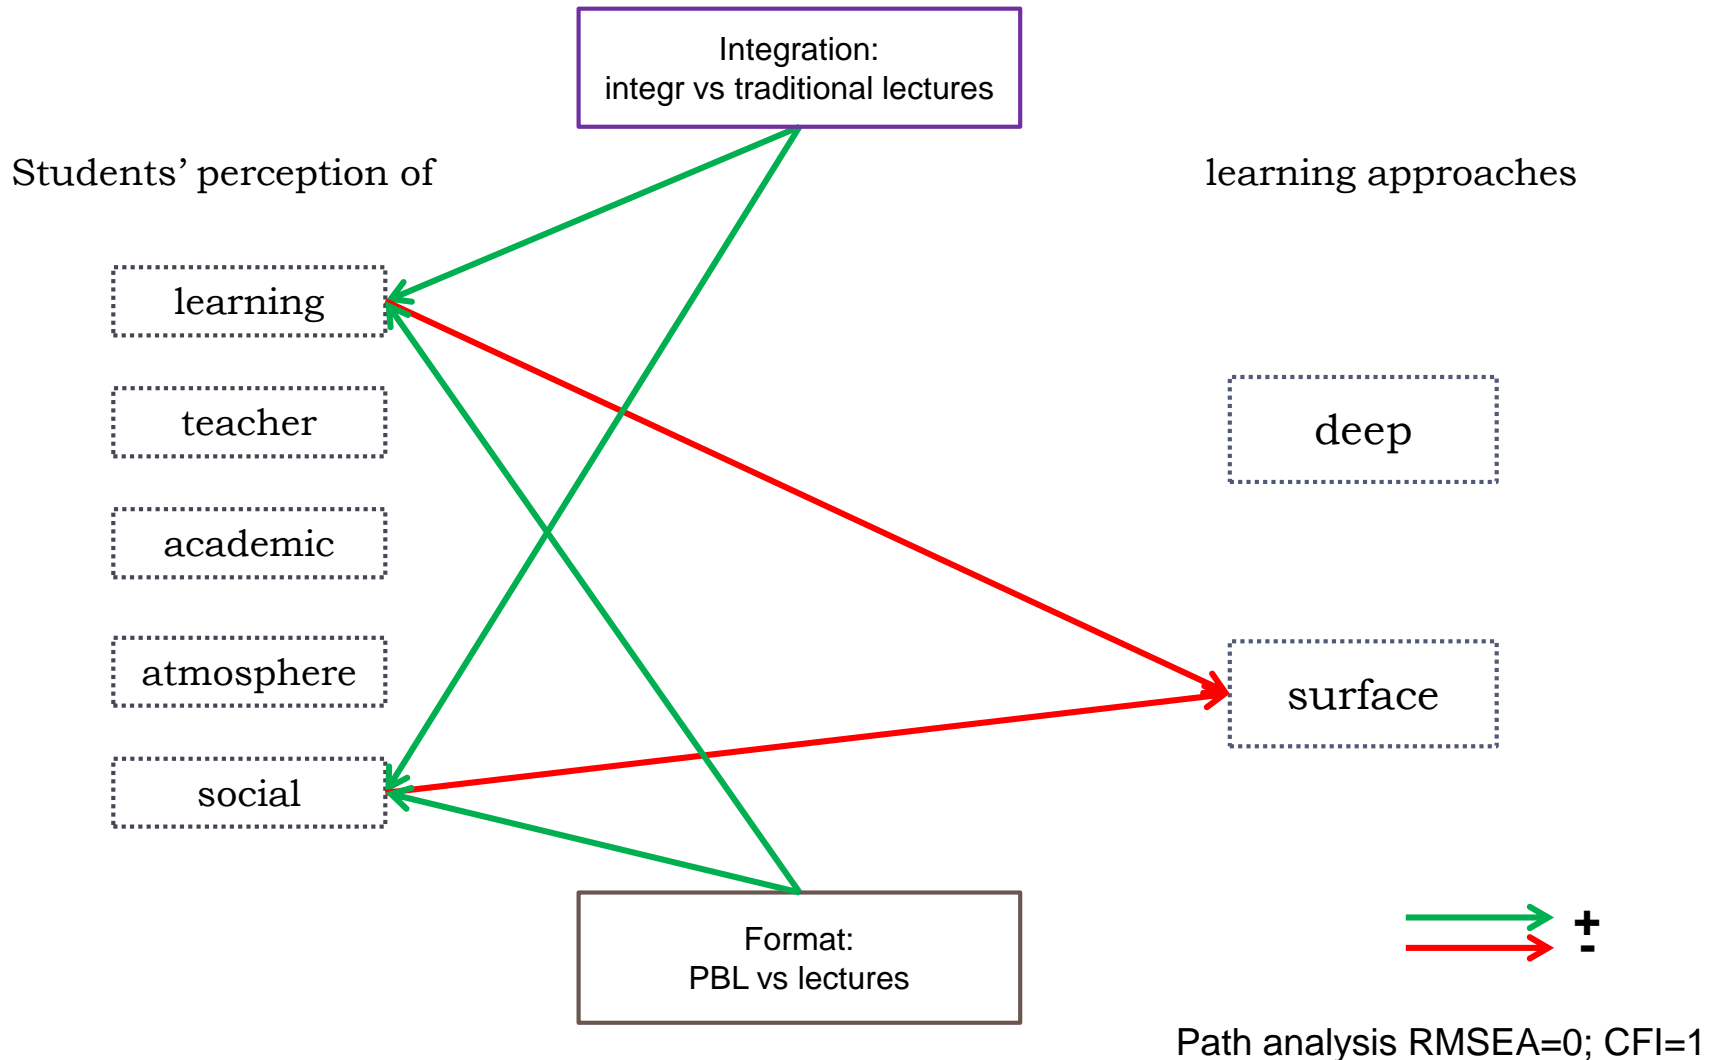 Integration:
integr vs traditional lectures
Students’ perception of
learning approaches
learning
teacher
deep
academic
atmosphere
surface
social
Format:
PBL vs lectures
+
-
Path analysis RMSEA=0; CFI=1